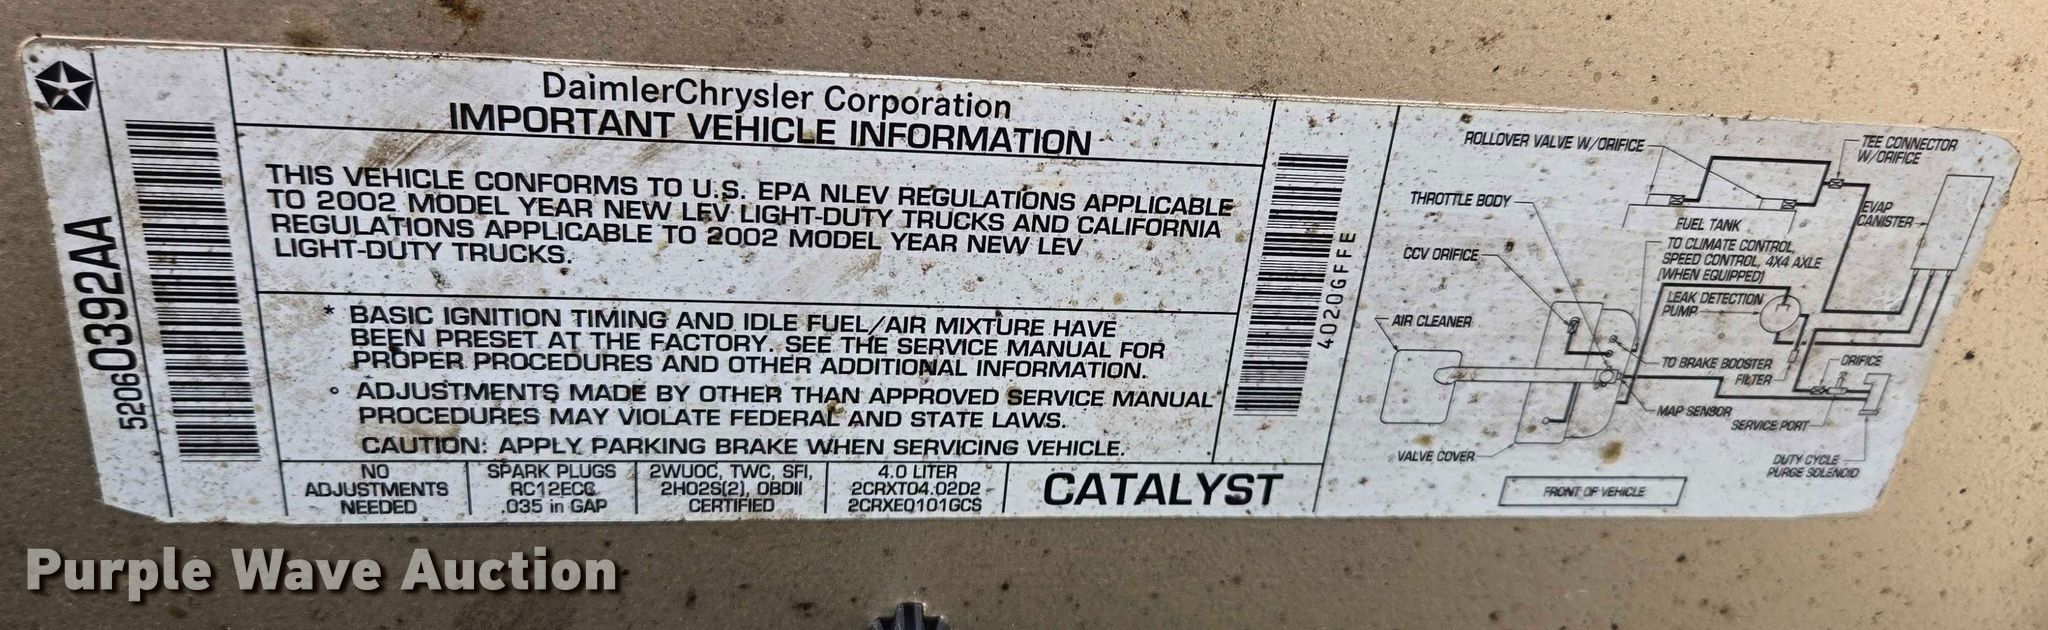 52060392AA
DaimlerChrysler Corporation
IMPORTANT VEHICLE INFORMATION
THIS VEHICLE CONFORMS TO U.S. EPA NLEV REGULATIONS APPLICABLE
TO 2002 MODEL YEAR NEW LEV LIGHT-DUTY TRUCKS AND CALIFORNIA
REGULATIONS APPLICABLE TO 2002 MODEL YEAR NEW LEV
LIGHT-DUTY TRUCKS.
* BASIC IGNITION TIMING AND IDLE FUEL/AIR MIXTURE HAVE
BEEN PRESET AT THE FACTORY. SEE THE SERVICE MANUAL FOR
PROPER PROCEDURES AND OTHER ADDITIONAL INFORMATION.
° ADJUSTMENTS MADE BY OTHER THAN APPROVED SERVICE MANUAL
PROCEDURES MAY VIOLATE FEDERAL AND STATE LAWS.
CAUTION: APPLY PARKING BRAKE WHEN SERVICING VEHICLE.
NO
ADJUSTMENTS
NEEDED
SPARK PLUGS
RC12ECC
.035 in GAP
2WUOC, TWC, SFI,
2HO2S(2), OBDII
CERTIFIED
4.0 LITER
2CRXT04.02D2
2CRXE0101GCS
CATALYST
4020GFFE
ROLLOVER VALVE W/ORIFICE
TEE CONNECTOR
W/ORIFICE
THROTTLE BODY
FUEL TANK
EVAP
CANISTER
CCV ORIFICE
TO CLIMATE CONTROL,
SPEED CONTROL, 4X4 AXLE
(WHEN EQUIPPED)
LEAK DETECTION
PUMP
AIR CLEANER
TO BRAKE BOOSTER
FILTER
ORIFICE
MAP SENSOR
SERVICE PORT
VALVE COVER
DUTY CYCLE
PURGE SOLENOID
FRONT OF VEHICLE
Purple Wave Auction